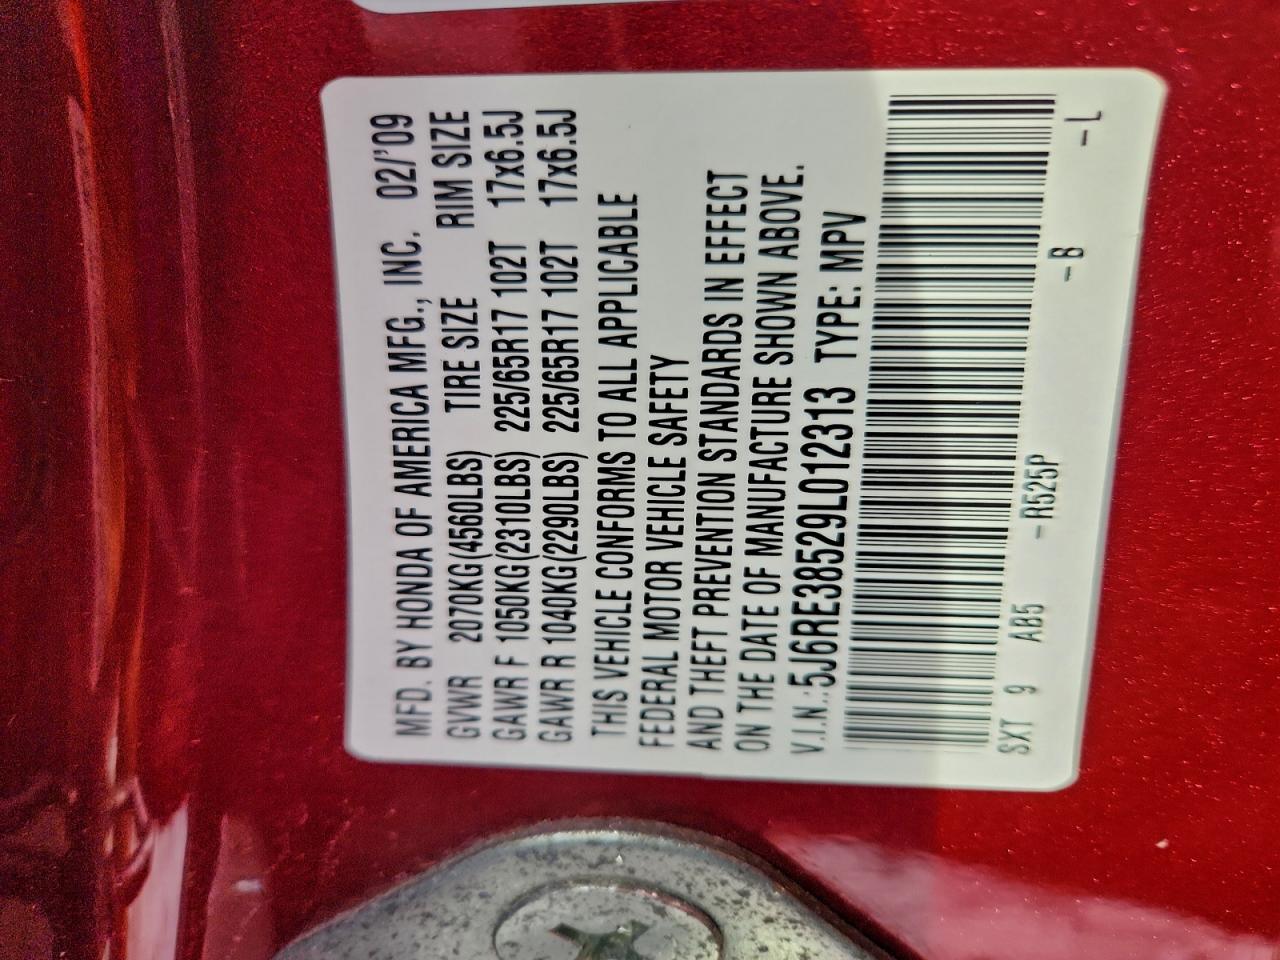 MFD. BY HONDA OF AMERICA MFG., INC. 02/'09
GVWR 2070KG(4560LBS) TIRE SIZE RIM SIZE
GAWR F 1050KG(2310LBS) 225/65R17 102T 17x6.5J
GAWR R 1040KG(2290LBS) 225/65R17 102T 17x6.5J
THIS VEHICLE CONFORMS TO ALL APPLICABLE
FEDERAL MOTOR VEHICLE SAFETY
AND THEFT PREVENTION STANDARDS IN EFFECT
ON THE DATE OF MANUFACTURE SHOWN ABOVE.
V.I.N.:5J6RE38529L012313 TYPE: MPV
SXT 9 AB5 -R525P -B -L